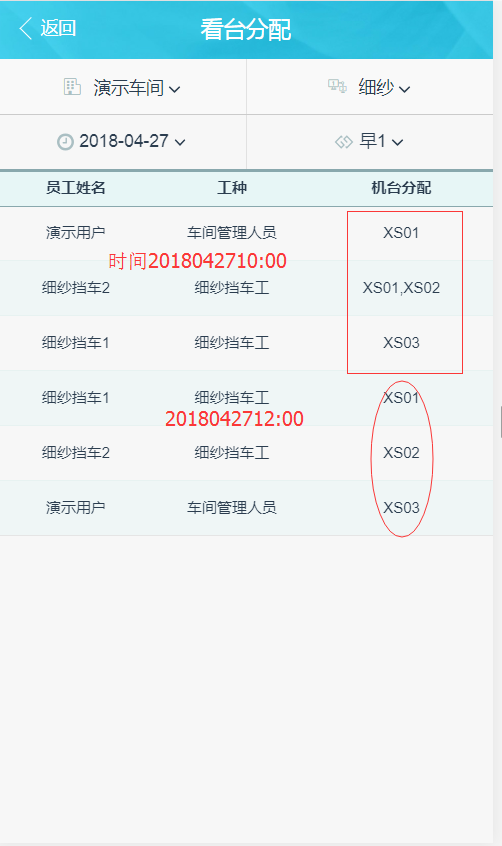 返回 看台分配
演示车间 细纱
2018-04-27 早1
员工姓名 工种 机台分配
演示用户 车间管理人员 XS01
时间2018042710:00
细纱挡车2 细纱挡车工 XS01,XS02
细纱挡车1 细纱挡车工 XS03
细纱挡车1 细纱挡车工 XS01
2018042712:00
细纱挡车2 细纱挡车工 XS02
演示用户 车间管理人员 XS03